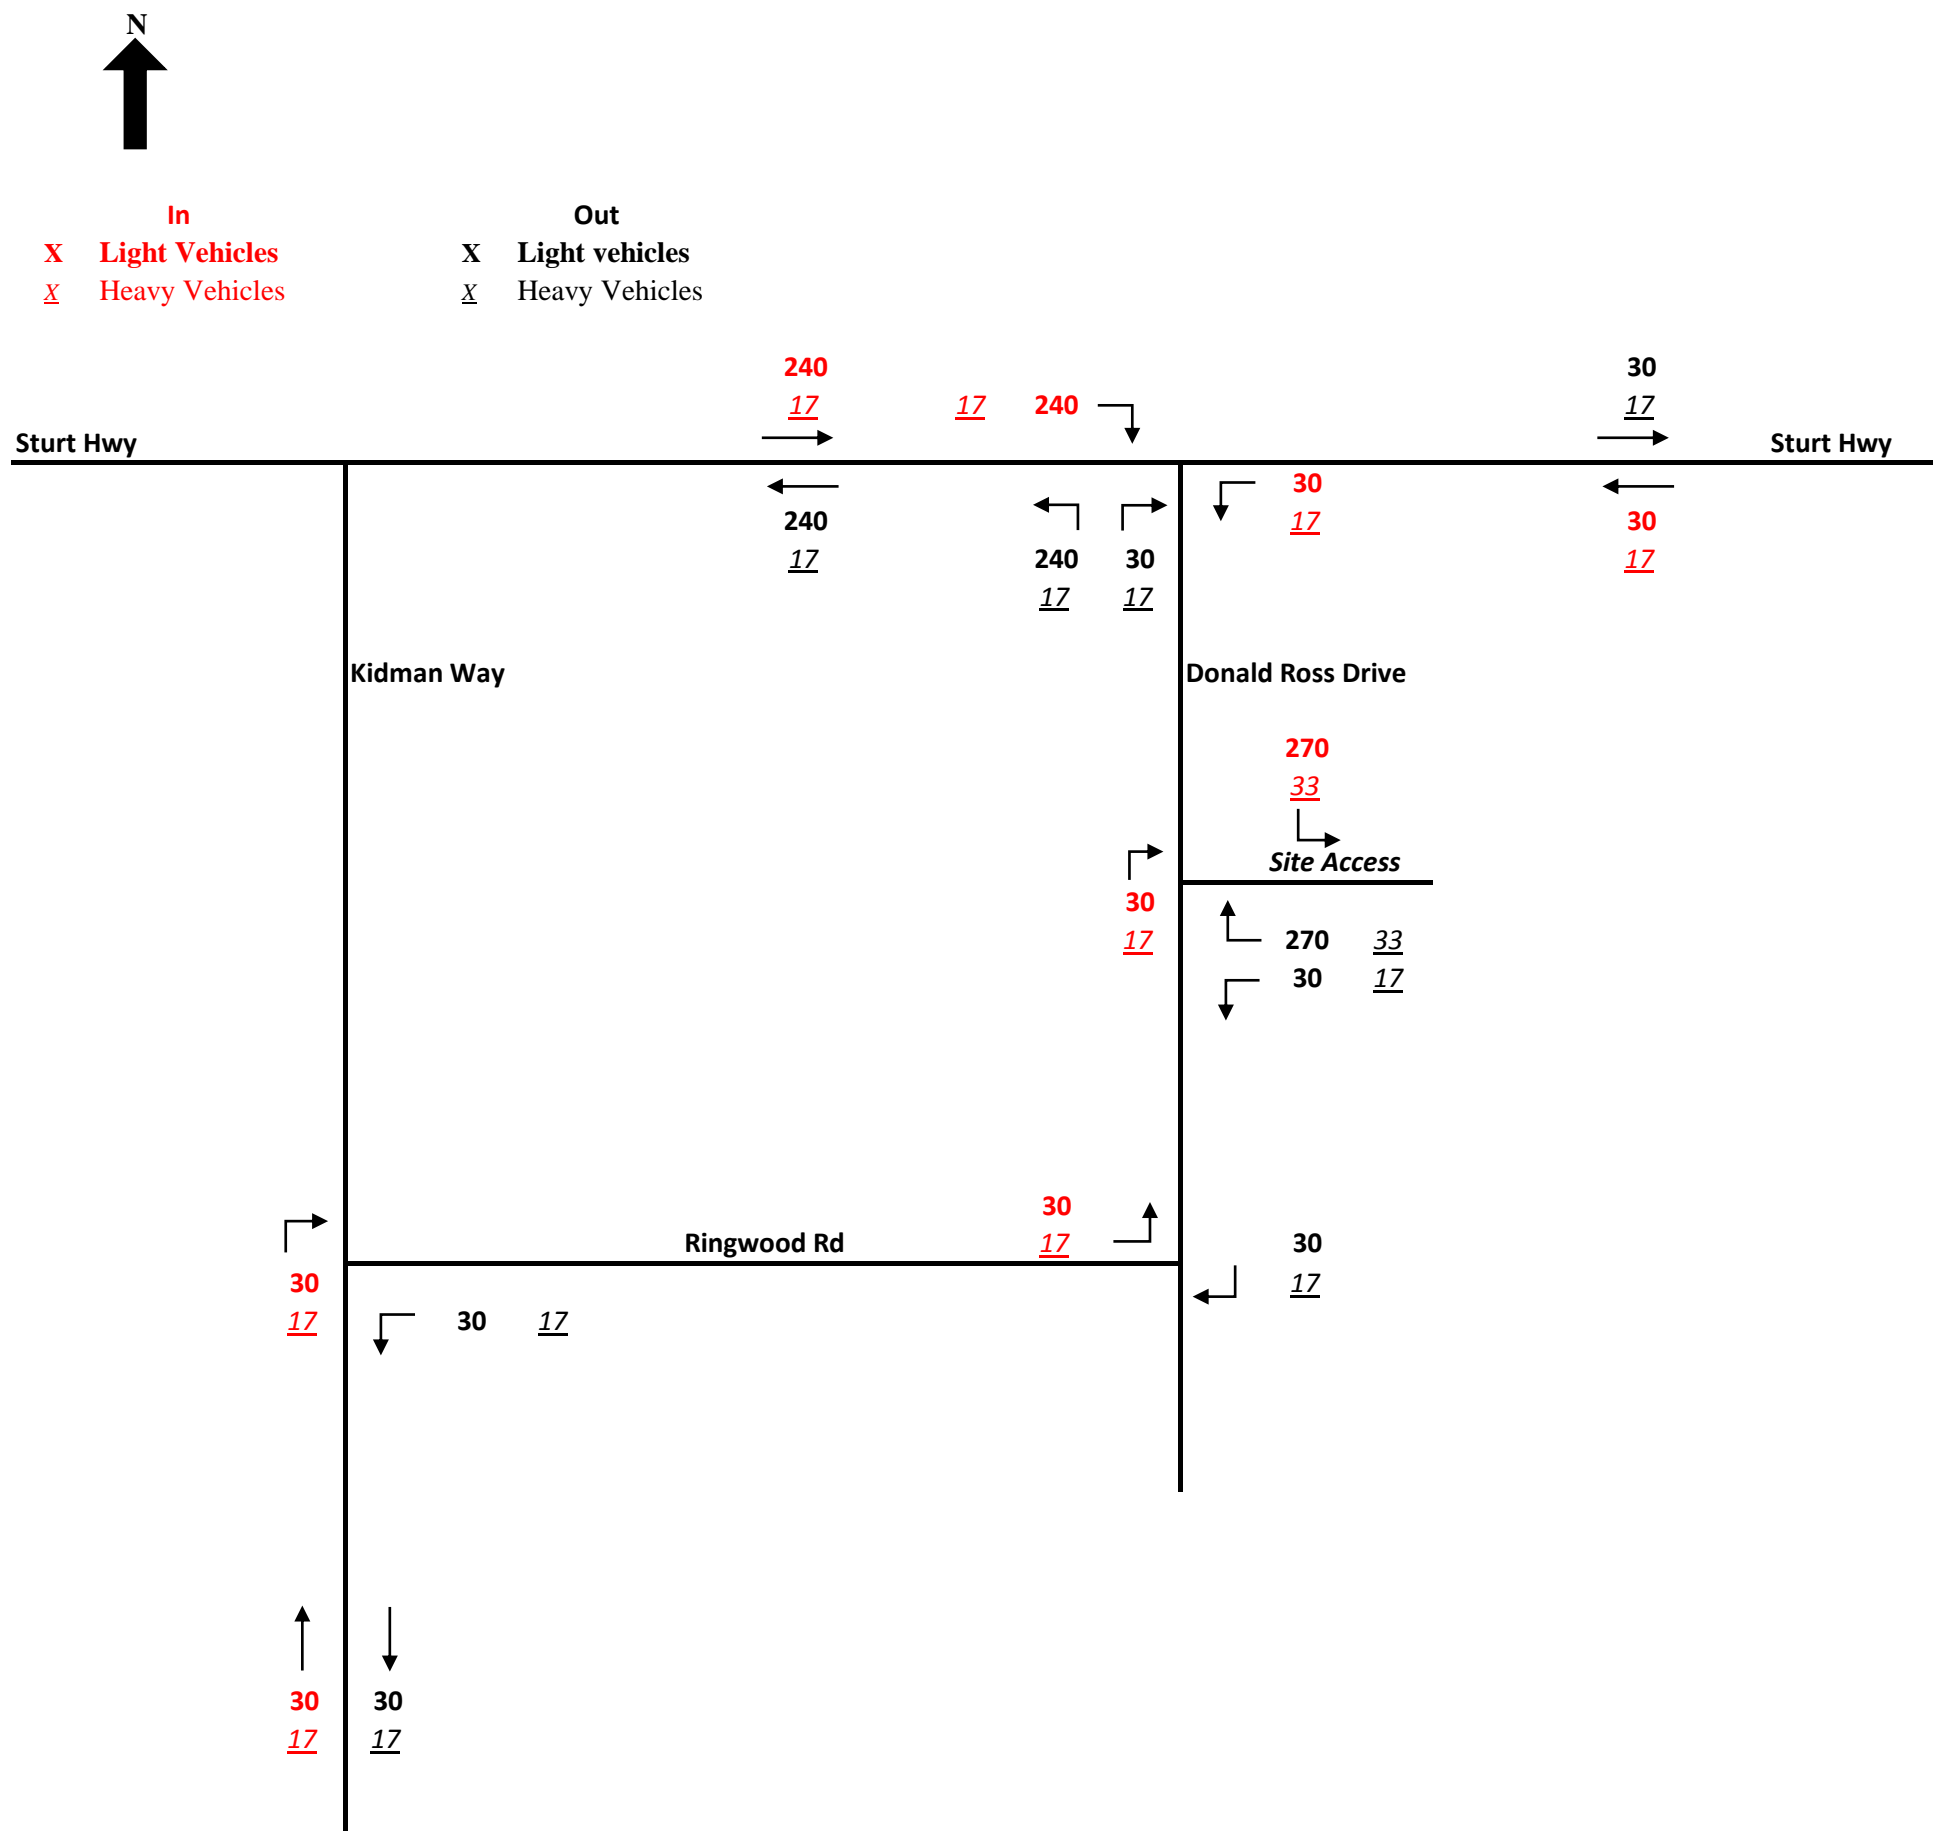 N
In Out
X Light Vehicles X Light vehicles
X Heavy Vehicles X Heavy Vehicles
240 30
17 17 240 17
Sturt Hwy Sturt Hwy
30
240 17 30
17 240 30 17
17 17
Kidman Way Donald Ross Drive
270
33
Site Access
30
17 270 33
30 17
30
Ringwood Rd 17 30
30 17
17 30 17
30 30
17 17